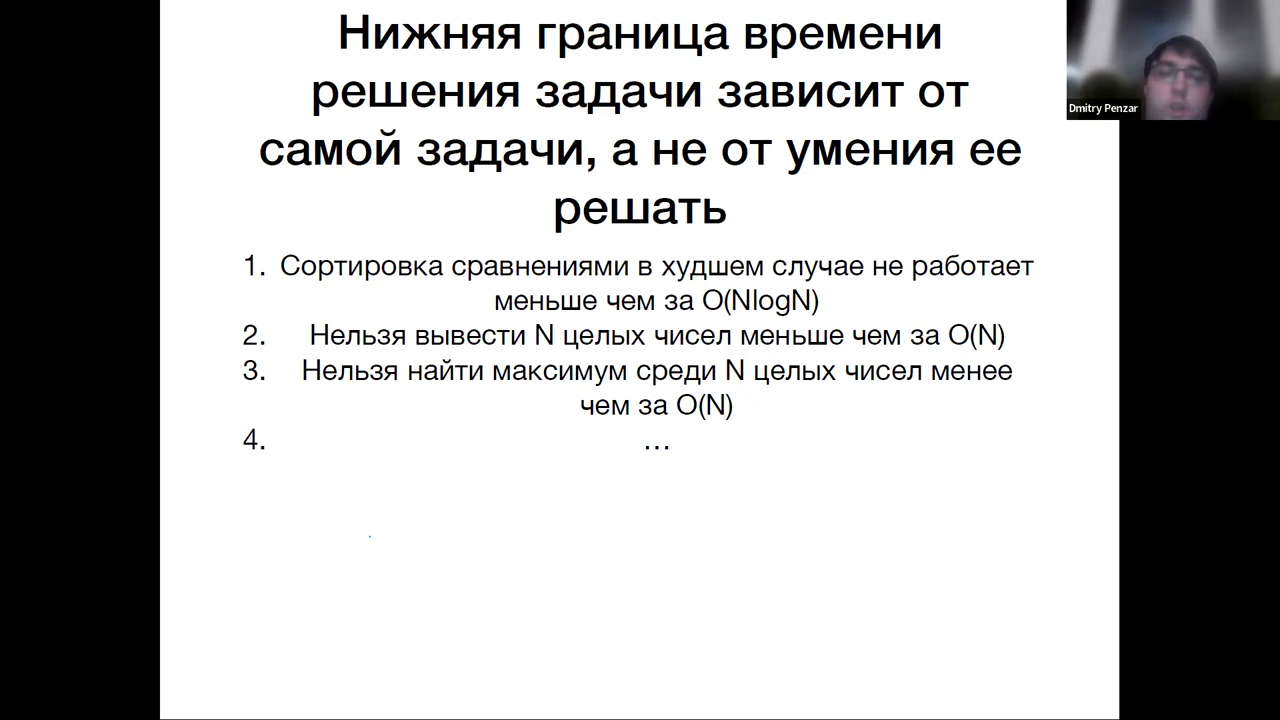 Нижняя граница времени
решения задачи зависит от
самой задачи, а не от умения ее
решать
Dmitry Penzar
1. Сортировка сравнениями в худшем случае не работает
меньше чем за O(NlogN)
2. Нельзя вывести N целых чисел меньше чем за O(N)
3. Нельзя найти максимум среди N целых чисел менее
чем за O(N)
4. ...